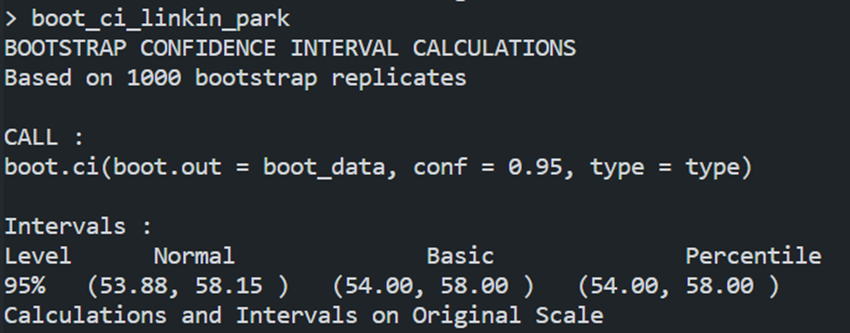 > boot_ci_linkin_park
BOOTSTRAP CONFIDENCE INTERVAL CALCULATIONS
Based on 1000 bootstrap replicates
CALL :
boot.ci(boot.out = boot_data, conf = 0.95, type = type)
Intervals :
Level      Normal              Basic              Percentile
95%   (53.88, 58.15 )   (54.00, 58.00 )   (54.00, 58.00 )
Calculations and Intervals on Original Scale